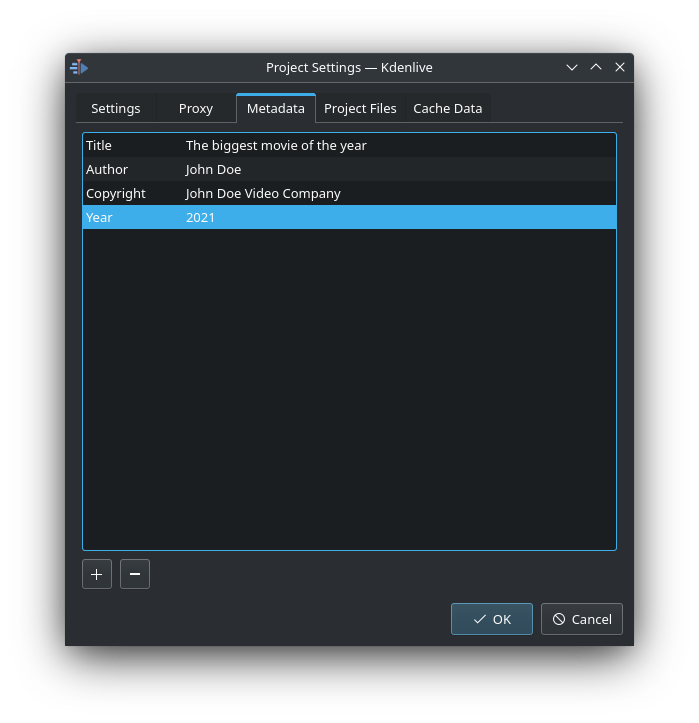 Project Settings — Kdenlive
Settings Proxy Metadata Project Files Cache Data
Title The biggest movie of the year
Author John Doe
Copyright John Doe Video Company
Year 2021
OK Cancel